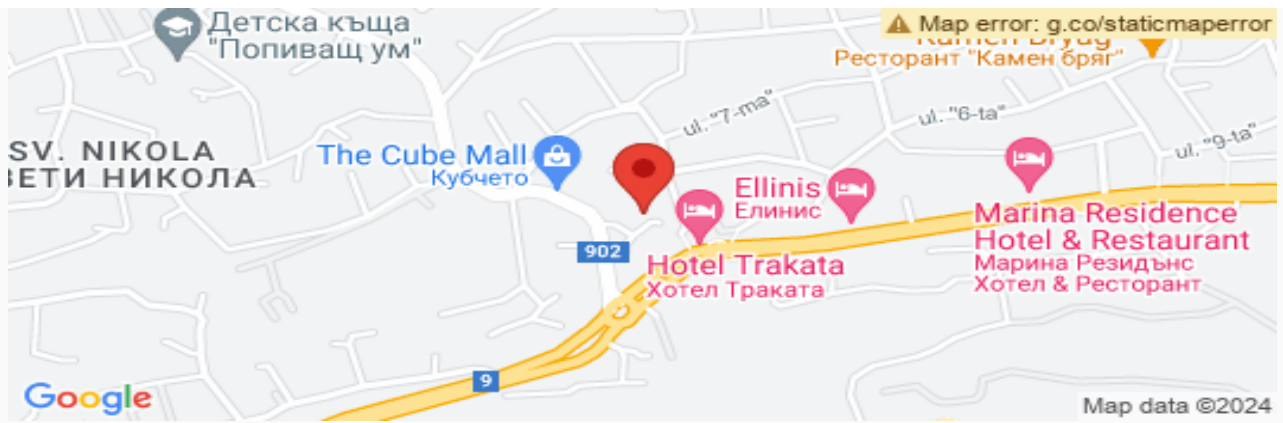 Детска къща
"Попиващ ум"
Map error: g.co/staticmaperror
Kamen Bryag
Ресторант "Камен бряг"
ul. "7-ma"
ul. "6-ta"
ul. "9-ta"
SV. NIKOLA
ВЕТИ НИКОЛА
The Cube Mall
Кубчето
Ellinis
Елинис
902
Hotel Trakata
Хотел Траката
Marina Residence
Hotel & Restaurant
Марина Резидънс
Хотел & Ресторант
9
Google
Map data ©2024